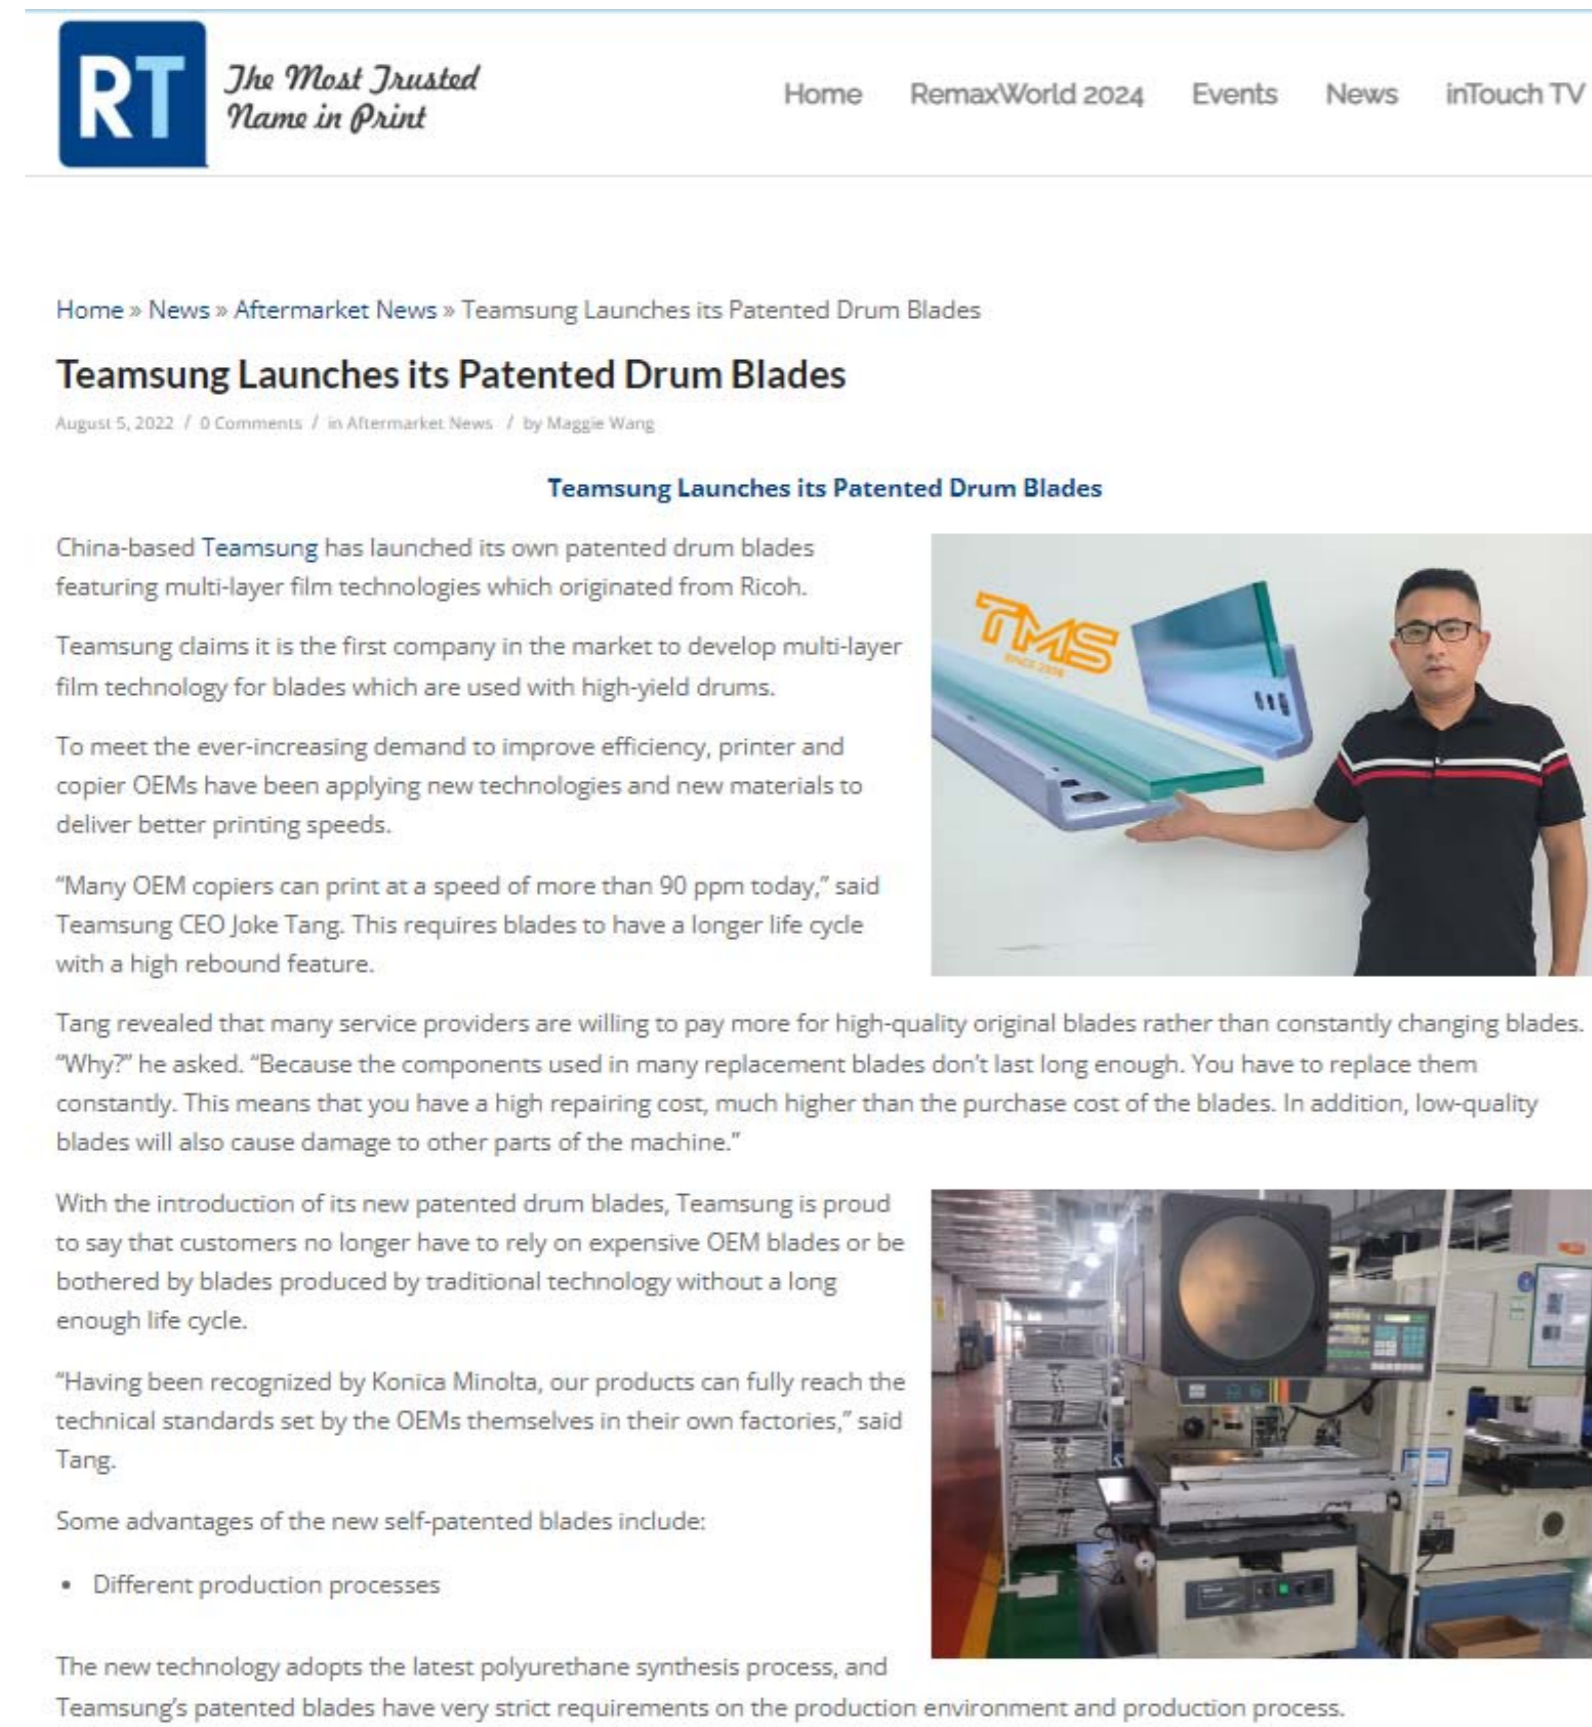 RT
The Most Trusted
Name in Print
Home RemaxWorld 2024 Events News inTouch TV
Home » News » Aftermarket News » Teamsung Launches its Patented Drum Blades
Teamsung Launches its Patented Drum Blades
August 5, 2022 / 0 Comments / in Aftermarket News / by Maggie Wang
Teamsung Launches its Patented Drum Blades
China-based Teamsung has launched its own patented drum blades
featuring multi-layer film technologies which originated from Ricoh.
Teamsung claims it is the first company in the market to develop multi-layer
film technology for blades which are used with high-yield drums.
To meet the ever-increasing demand to improve efficiency, printer and
copier OEMs have been applying new technologies and new materials to
deliver better printing speeds.
“Many OEM copiers can print at a speed of more than 90 ppm today,” said
Teamsung CEO Joke Tang. This requires blades to have a longer life cycle
with a high rebound feature.
TMS
Tang revealed that many service providers are willing to pay more for high-quality original blades rather than constantly changing blades.
“Why?” he asked. “Because the components used in many replacement blades don’t last long enough. You have to replace them
constantly. This means that you have a high repairing cost, much higher than the purchase cost of the blades. In addition, low-quality
blades will also cause damage to other parts of the machine.”
With the introduction of its new patented drum blades, Teamsung is proud
to say that customers no longer have to rely on expensive OEM blades or be
bothered by blades produced by traditional technology without a long
enough life cycle.
“Having been recognized by Konica Minolta, our products can fully reach the
technical standards set by the OEMs themselves in their own factories,” said
Tang.
Some advantages of the new self-patented blades include:
• Different production processes
The new technology adopts the latest polyurethane synthesis process, and
Teamsung’s patented blades have very strict requirements on the production environment and production process.